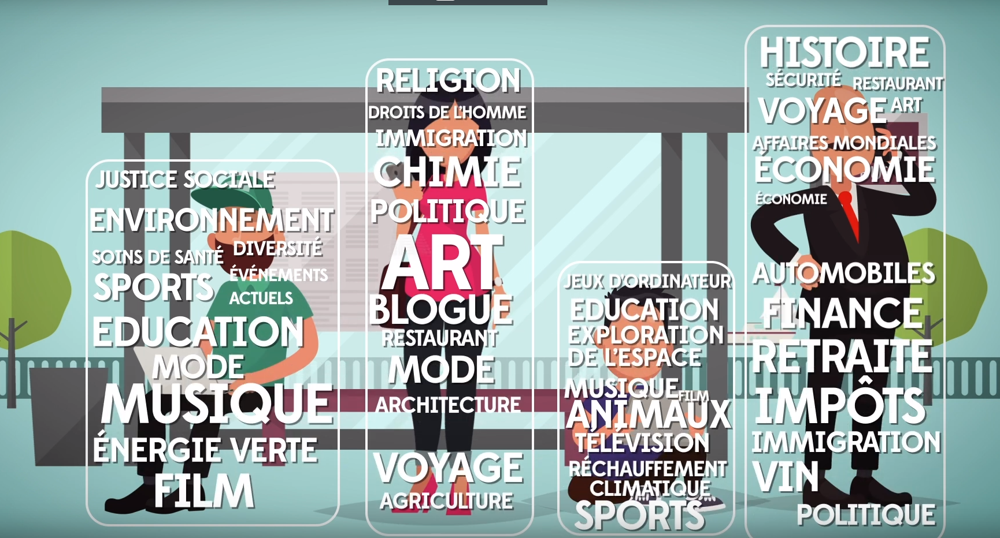 JUSTICE SOCIALE
ENVIRONNEMENT
DIVERSITÉ
SOINS DE SANTÉ
SPORTS
ÉVÉNEMENTS
ACTUELS
EDUCATION
MODE
MUSIQUE
ÉNERGIE VERTE
FILM
RELIGION
DROITS DE L'HOMME
IMMIGRATION
CHIMIE
POLITIQUE
ART
BLOGUE
RESTAURANT
MODE
ARCHITECTURE
VOYAGE
AGRICULTURE
JEUX D'ORDINATEUR
EDUCATION
EXPLORATION
DE L'ESPACE
MUSIQUE FILM
ANIMAUX
TÉLÉVISION
RÉCHAUFFEMENT
CLIMATIQUE
SPORTS
HISTOIRE
SÉCURITÉ RESTAURANT
VOYAGE ART
AFFAIRES MONDIALES
ÉCONOMIE
ÉCONOMIE
AUTOMOBILES
FINANCE
RETRAITE
IMPÔTS
IMMIGRATION
VIN
POLITIQUE